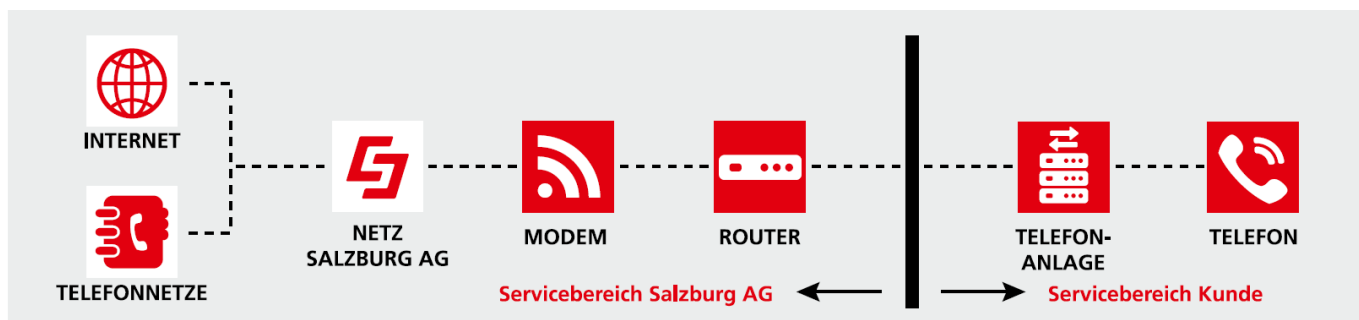 INTERNET
TELEFONNETZE
NETZ
SALZBURG AG
MODEM
ROUTER
TELEFON-
ANLAGE
TELEFON
Servicebereich Salzburg AG
Servicebereich Kunde